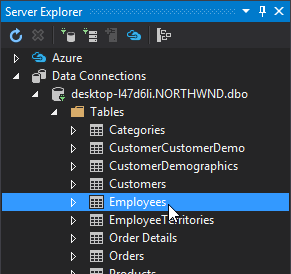 Server Explorer
Azure
Data Connections
desktop-l47d6li.NORTHWND.dbo
Tables
Categories
CustomerCustomerDemo
CustomerDemographics
Customers
Employees
EmployeeTerritories
Order Details
Orders
Products